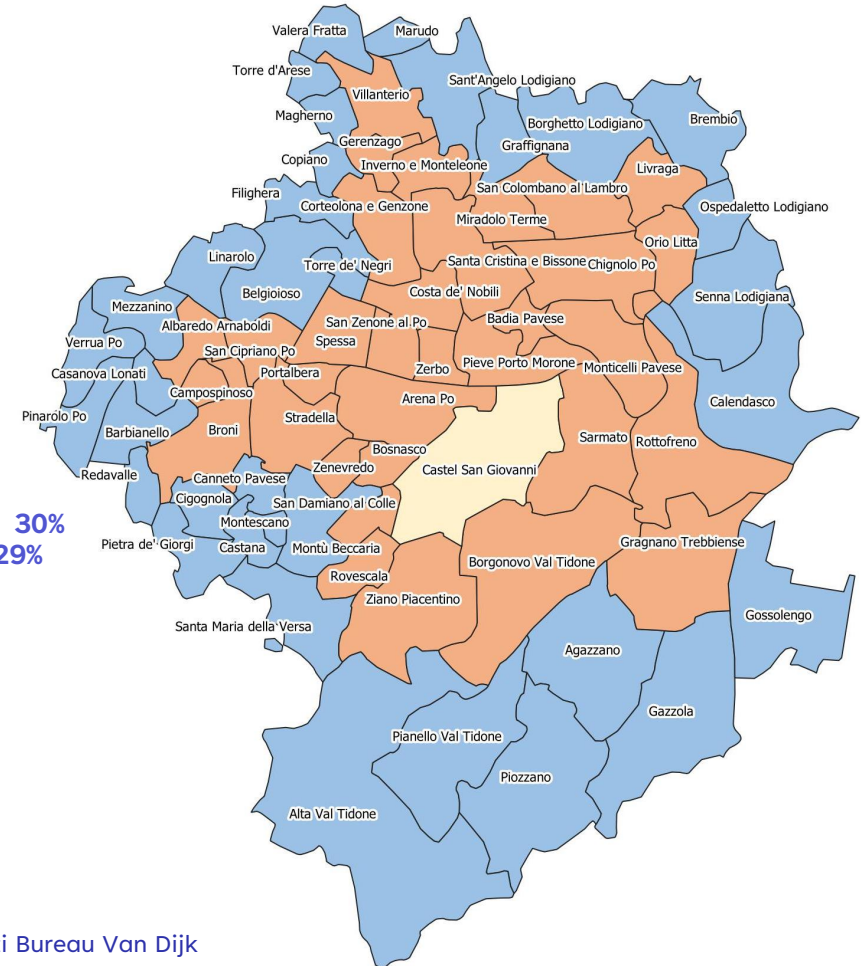 Valera Fratta
Marudo
Torre d'Arese
Sant'Angelo Lodigiano
Villanterio
Magherno
Borghetto Lodigiano
Brembio
Gerenzago
Graffignana
Copiano
Inverno e Monteleone
Livraga
San Colombano al Lambro
Filighera
Corteolona e Genzone
Ospedaletto Lodigiano
Miradolo Terme
Orio Litta
Linarolo
Torre de' Negri
Santa Cristina e Bissone
Chignolo Po
Belgioioso
Costa de' Nobili
Senna Lodigiana
Mezzanino
Albaredo Arnaboldi
San Zenone al Po
Badia Pavese
Verrua Po
San Cipriano Po
Spessa
Casanova Lonati
Portalbera
Zerbo
Pieve Porto Morone
Monticelli Pavese
Campospinoso
Arena Po
Calendasco
Pinarolo Po
Barbianello
Broni
Stradella
Sarmato
Rottofreno
Bosnasco
Redavalle
Canneto Pavese
Zenevredo
Castel San Giovanni
Cigognola
San Damiano al Colle
30%
Montescano
29%
Pietra de' Giorgi
Castana
Montù Beccaria
Gragnano Trebbiense
Rovescala
Borgonovo Val Tidone
Ziano Piacentino
Santa Maria della Versa
Gossolengo
Agazzano
Gazzola
Pianello Val Tidone
Piozzano
Alta Val Tidone
i Bureau Van Dijk